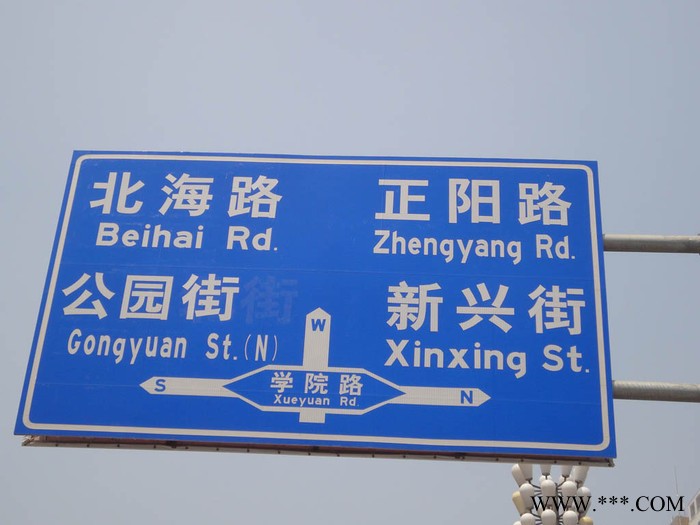 北海路
Beihai Rd.
正阳路
Zhengyang Rd.
公园街
Gongyuan St.(N)
新兴街
Xinxing St.
W
S
学院路
Xueyuan Rd.
N
WWW.***.COM